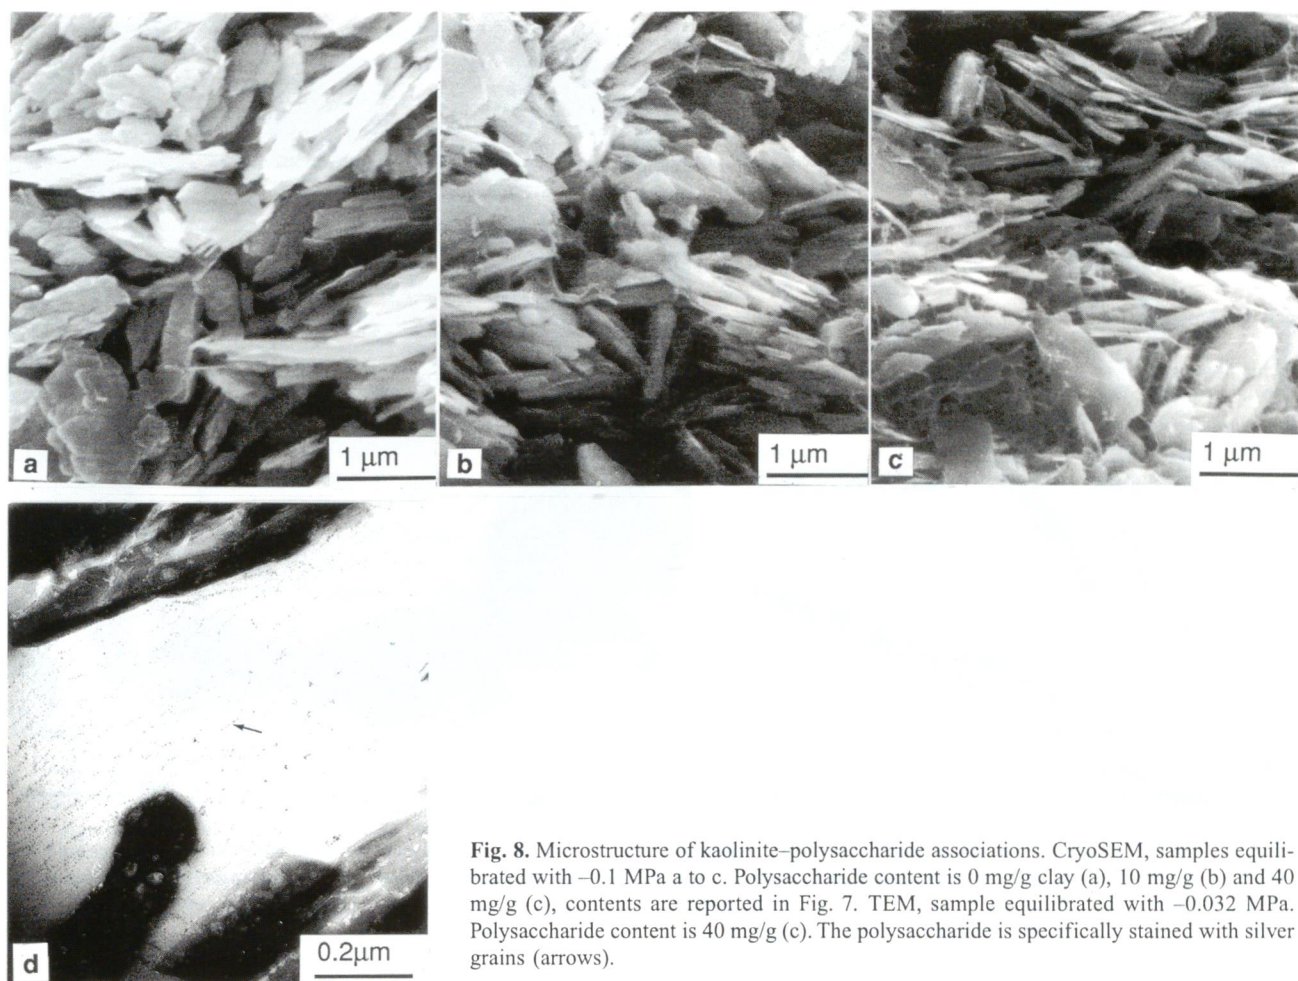 a
1 µm
b
1 µm
c
1 µm
d
0.2µm
Fig. 8. Microstructure of kaolinite–polysaccharide associations. CryoSEM, samples equili-
brated with –0.1 MPa a to c. Polysaccharide content is 0 mg/g clay (a), 10 mg/g (b) and 40
mg/g (c), contents are reported in Fig. 7. TEM, sample equilibrated with –0.032 MPa.
Polysaccharide content is 40 mg/g (c). The polysaccharide is specifically stained with silver
grains (arrows).